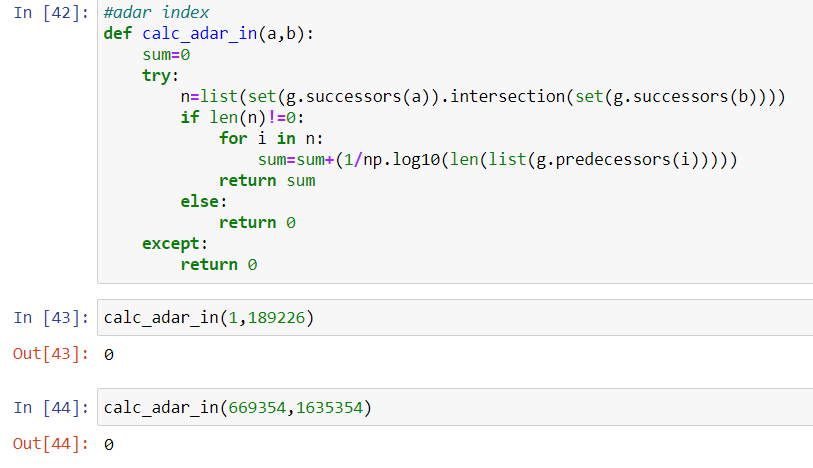 In [42]: #adar index
def calc_adar_in(a,b):
    sum=0
    try:
        n=list(set(g.successors(a)).intersection(set(g.successors(b))))
        if len(n)!=0:
            for i in n:
                sum=sum+(1/np.log10(len(list(g.predecessors(i)))))
            return sum
        else:
            return 0
    except:
        return 0
In [43]: calc_adar_in(1,189226)
Out[43]: 0
In [44]: calc_adar_in(669354,1635354)
Out[44]: 0